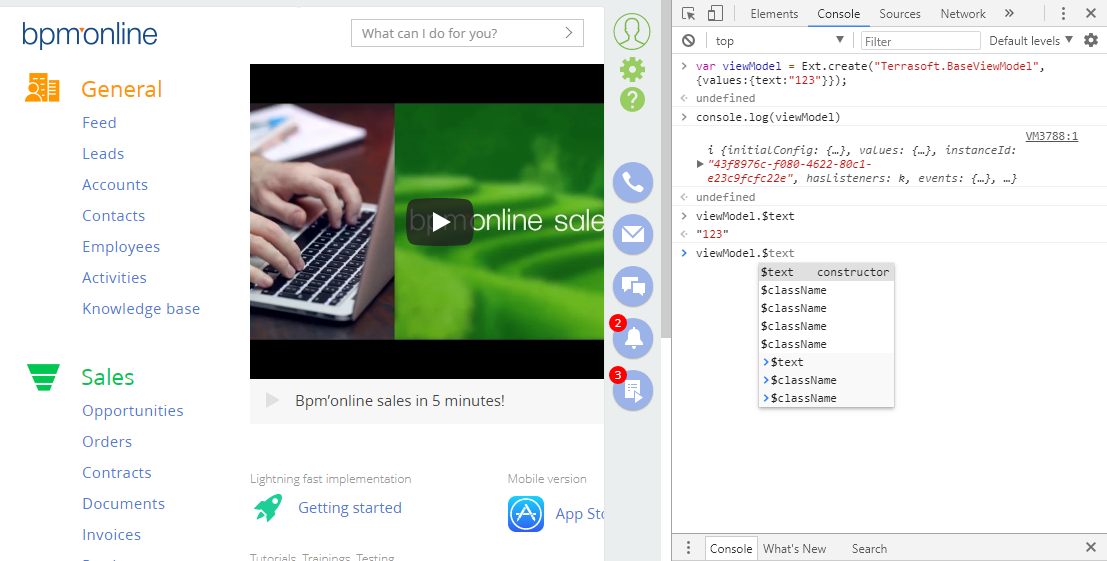 bpm'online
What can I do for you?
General
Feed
Leads
Accounts
Contacts
Employees
Activities
Knowledge base
Sales
Opportunities
Orders
Contracts
Documents
Invoices
bpmonline sale
Bpm'online sales in 5 minutes!
Lightning fast implementation
Getting started
Mobile version
App Sto
Tutorials, Trainings, Testing
2
3
Elements
Console
Sources
Network
top
Filter
Default levels
var viewModel = Ext.create("Terrasoft.BaseViewModel",
{values:{text:"123"}});
undefined
console.log(viewModel)
VM3788:1
i {initialConfig: {…}, values: {…}, instanceId:
"43f8976c-f080-4622-80c1-
e23c9fcfc22e", hasListeners: k, events: {…}, …}
undefined
viewModel.$text
"123"
viewModel.$text
$text constructor
$className
$className
$className
$className
$text
$className
$className
Console
What's New
Search